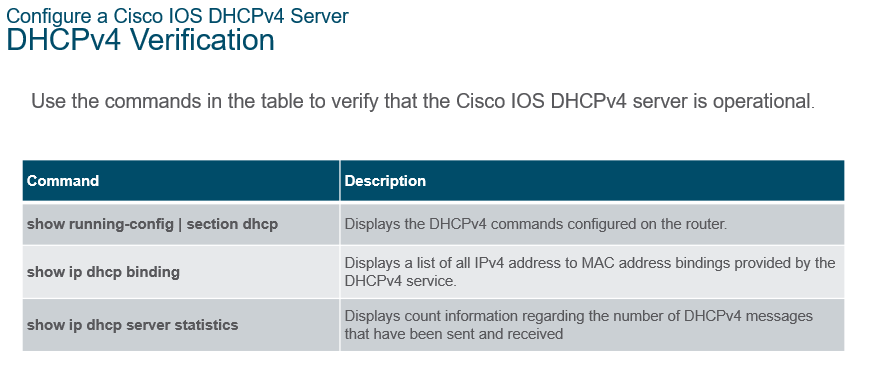 Configure a Cisco IOS DHCPv4 Server
DHCPv4 Verification
Use the commands in the table to verify that the Cisco IOS DHCPv4 server is operational.
Command Description
show running-config | section dhcp Displays the DHCPv4 commands configured on the router.
show ip dhcp binding Displays a list of all IPv4 address to MAC address bindings provided by the
DHCPv4 service.
show ip dhcp server statistics Displays count information regarding the number of DHCPv4 messages
that have been sent and received